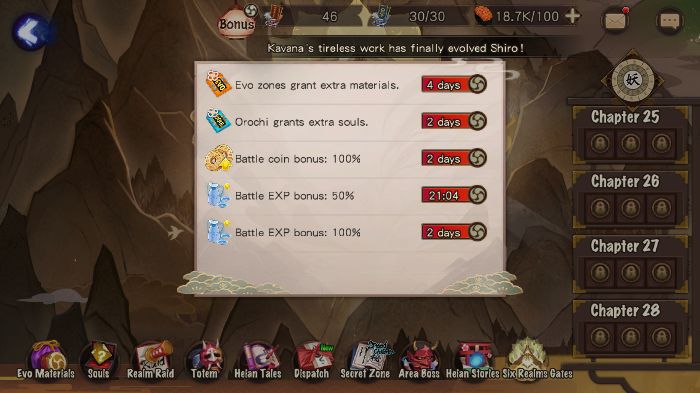 Bonus
46
30/30
18.7K/100
Kavana's tireless work has finally evolved Shiro!
Evo zones grant extra materials.
4 days
Orochi grants extra souls.
2 days
Battle coin bonus: 100%
2 days
Battle EXP bonus: 50%
21:04
Battle EXP bonus: 100%
2 days
妖
Chapter 25
Chapter 26
Chapter 27
Chapter 28
New
Evo Materials
Souls
Realm Raid
Totem
Helan Tales
Dispatch
Secret Zone
Area Boss
Helan Stories
Six Realms Gates